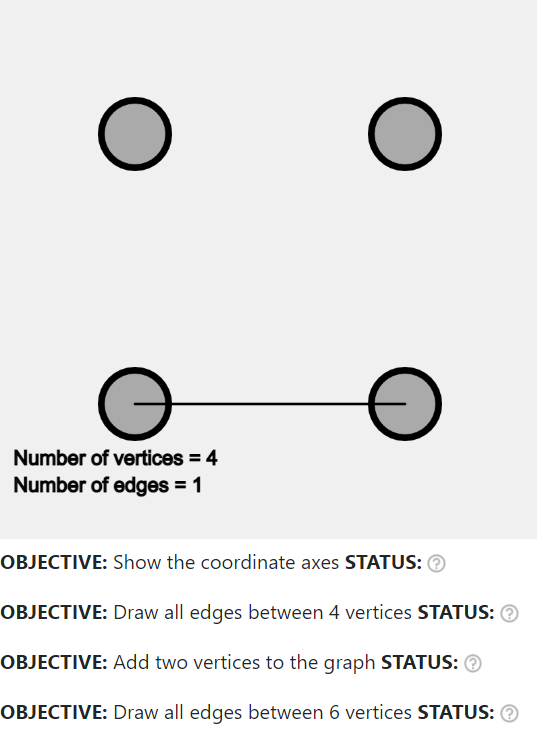 Number of vertices = 4
Number of edges = 1
OBJECTIVE: Show the coordinate axes STATUS: ?
OBJECTIVE: Draw all edges between 4 vertices STATUS: ?
OBJECTIVE: Add two vertices to the graph STATUS: ?
OBJECTIVE: Draw all edges between 6 vertices STATUS: ?